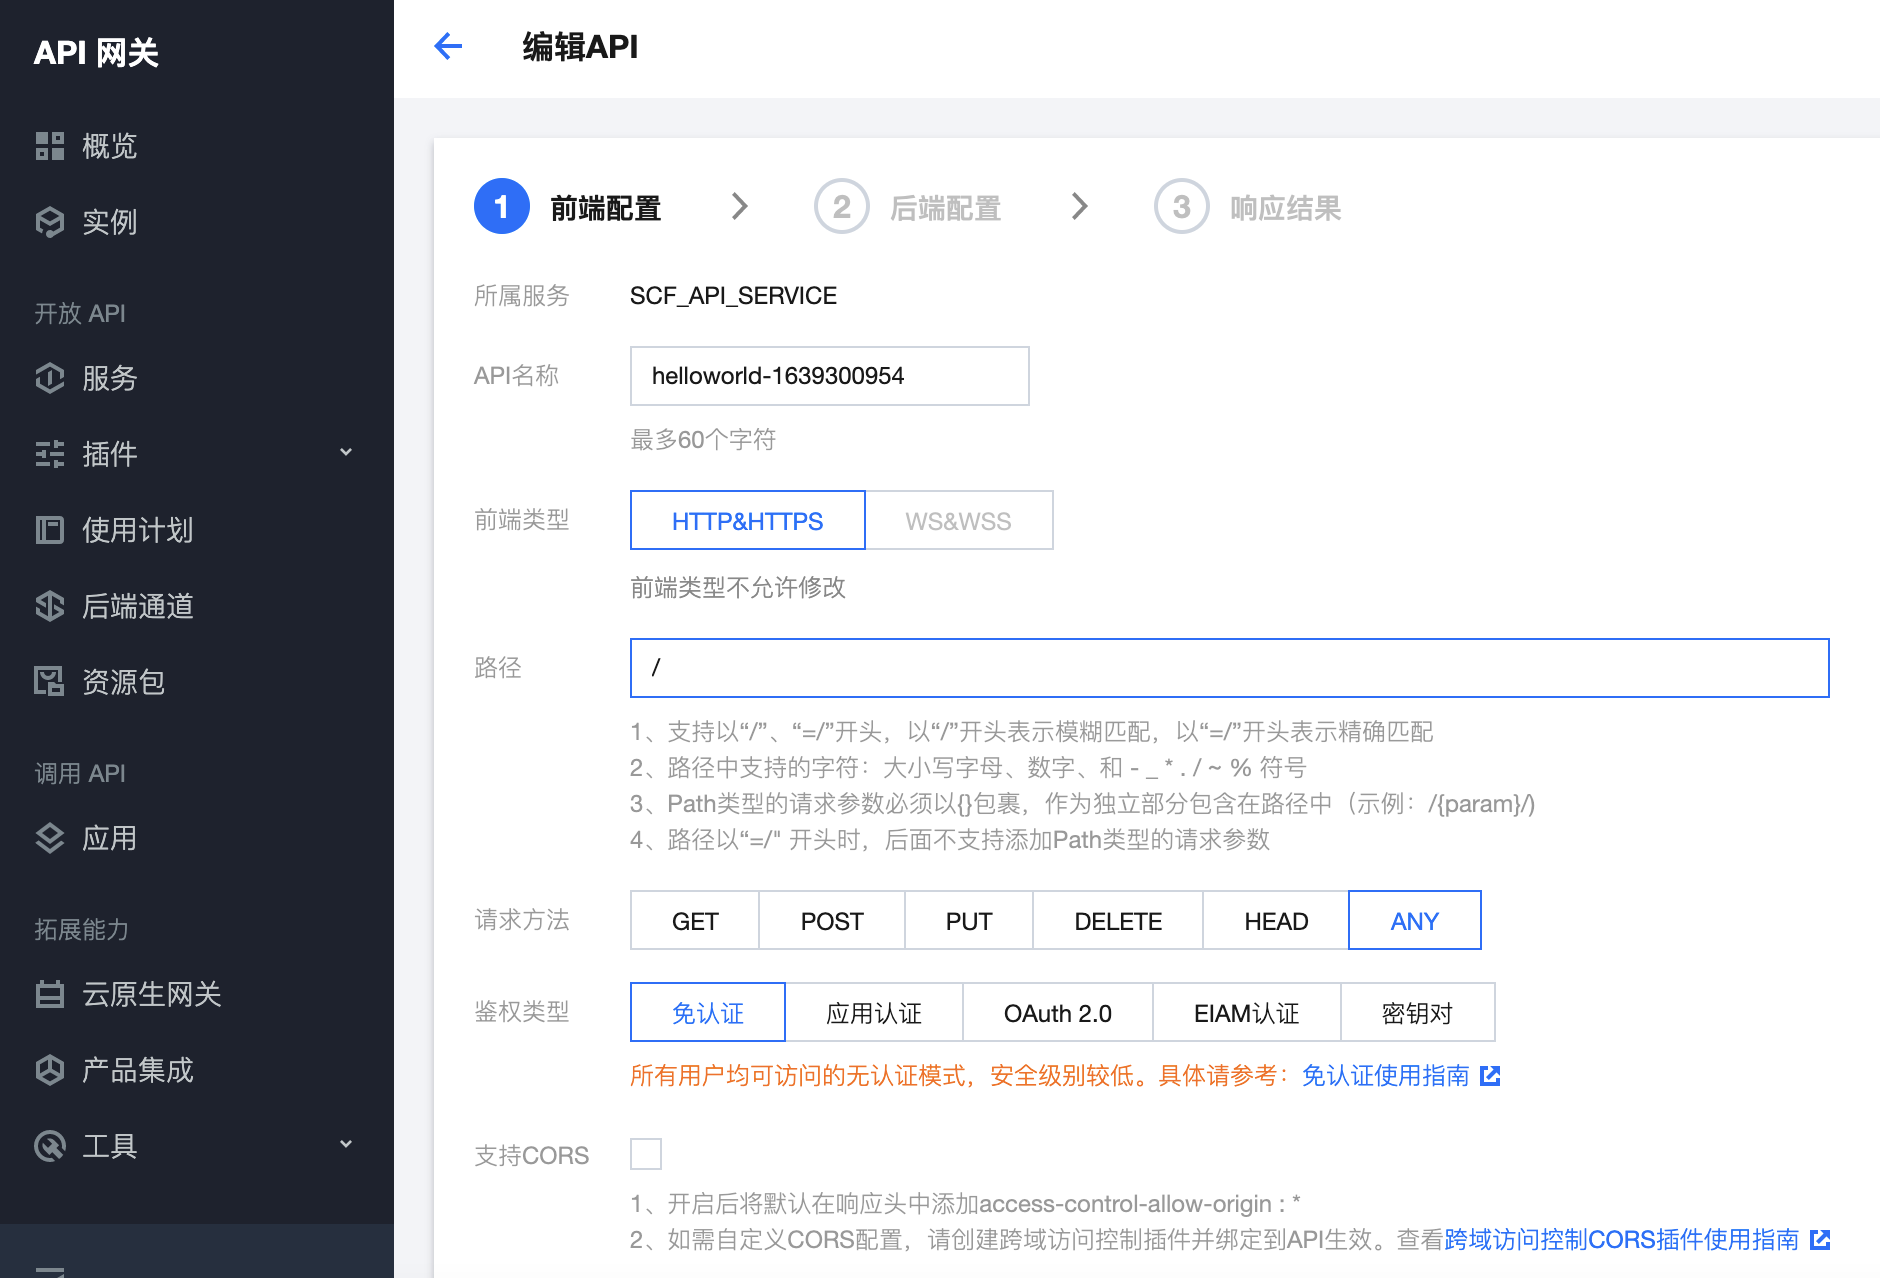 API 网关
概览
实例
开放 API
服务
插件
使用计划
后端通道
资源包
调用 API
应用
拓展能力
云原生网关
产品集成
工具
编辑API
1 前端配置 2 后端配置 3 响应结果
所属服务 SCF_API_SERVICE
API名称 helloworld-1639300954
最多60个字符
前端类型 HTTP&HTTPS WS&WSS
前端类型不允许修改
路径 /
1、支持以“/”、“=/”开头，以“/”开头表示模糊匹配，以“=/”开头表示精确匹配
2、路径中支持的字符：大小写字母、数字、和 - _ * . / ~ % 符号
3、Path类型的请求参数必须以{}包裹，作为独立部分包含在路径中（示例：/{param}/)
4、路径以“=/" 开头时，后面不支持添加Path类型的请求参数
请求方法 GET POST PUT DELETE HEAD ANY
鉴权类型 免认证 应用认证 OAuth 2.0 EIAM认证 密钥对
所有用户均可访问的无认证模式，安全级别较低。具体请参考：免认证使用指南
支持CORS
1、开启后将默认在响应头中添加access-control-allow-origin : *
2、如需自定义CORS配置，请创建跨域访问控制插件并绑定到API生效。查看跨域访问控制CORS插件使用指南